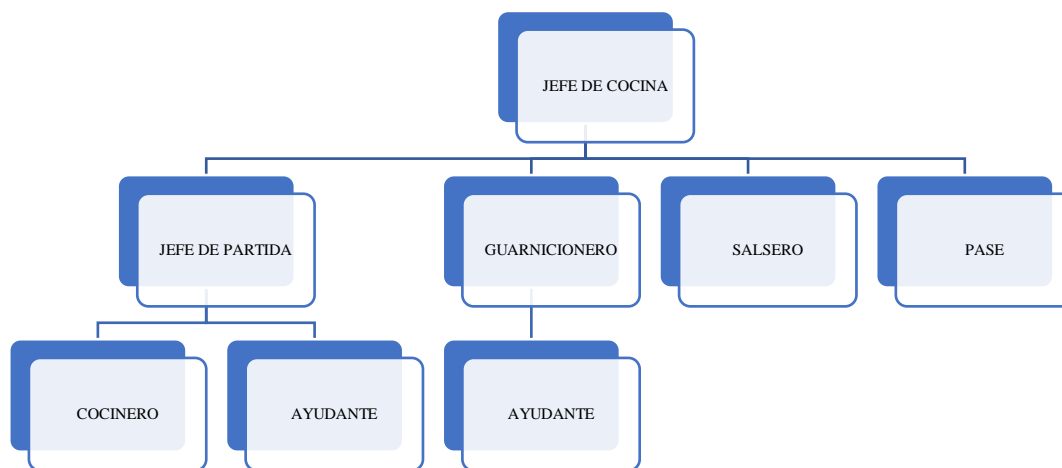 JEFE DE COCINA
JEFE DE PARTIDA
GUARNICIONERO
SALSERO
PASE
COCINERO
AYUDANTE
AYUDANTE